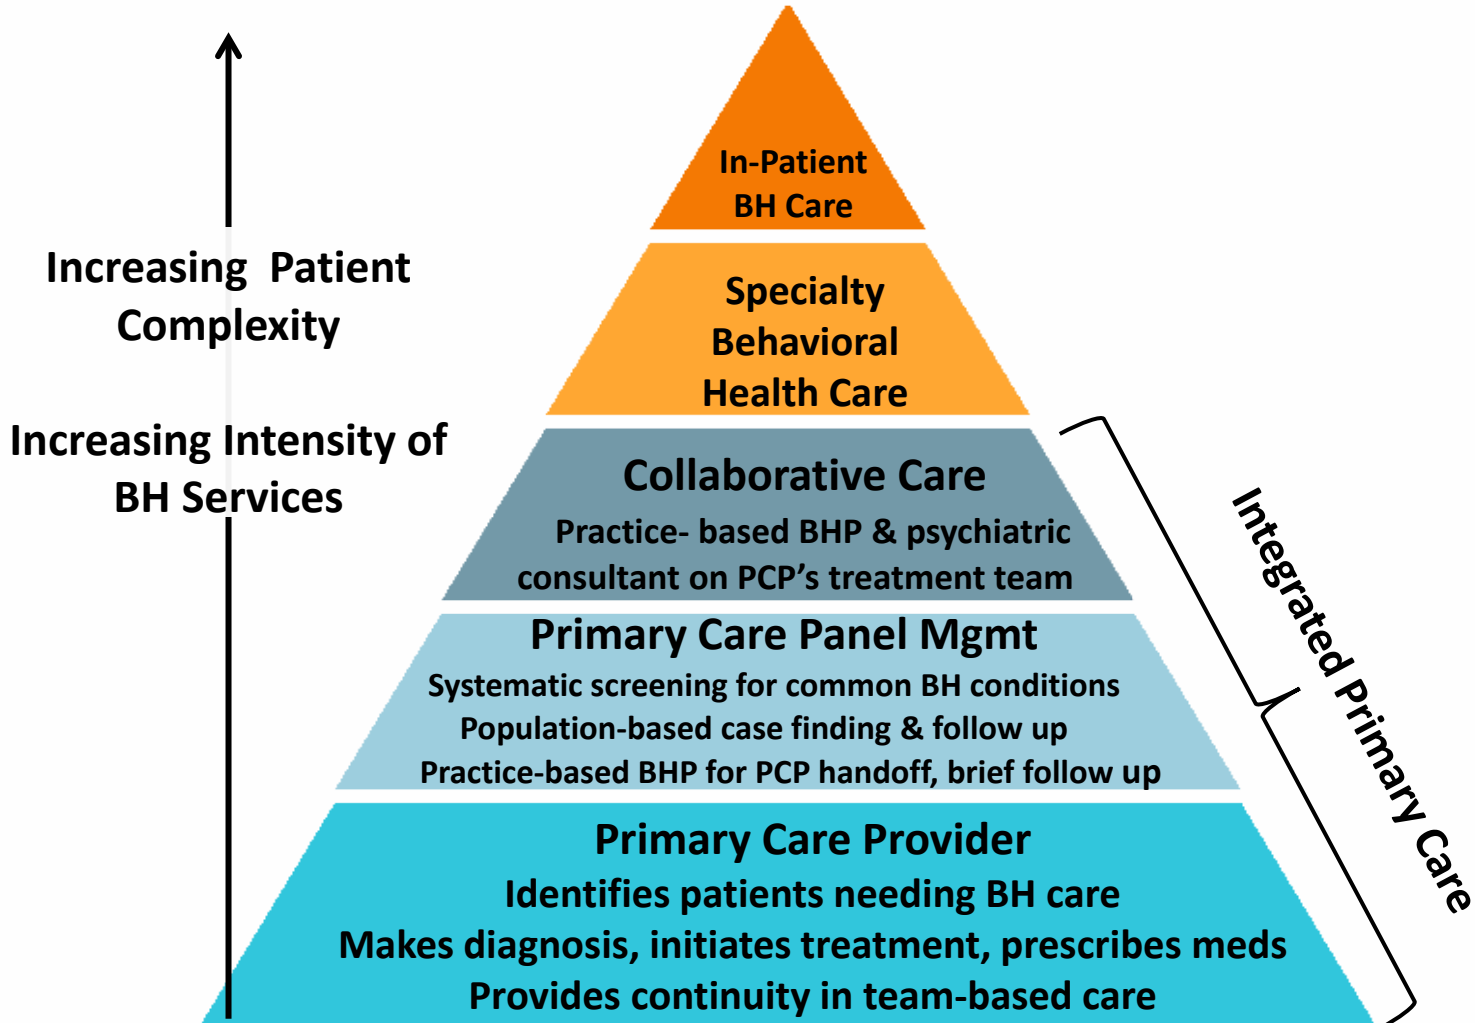 In-Patient
BH Care
Increasing Patient
Complexity
Increasing Intensity of
BH Services
Specialty
Behavioral
Health Care
Collaborative Care
Practice- based BHP & psychiatric
consultant on PCP’s treatment team
Primary Care Panel Mgmt
Systematic screening for common BH conditions
Population-based case finding & follow up
Practice-based BHP for PCP handoff, brief follow up
Primary Care Provider
Identifies patients needing BH care
Makes diagnosis, initiates treatment, prescribes meds
Provides continuity in team-based care
Integrated Primary Care